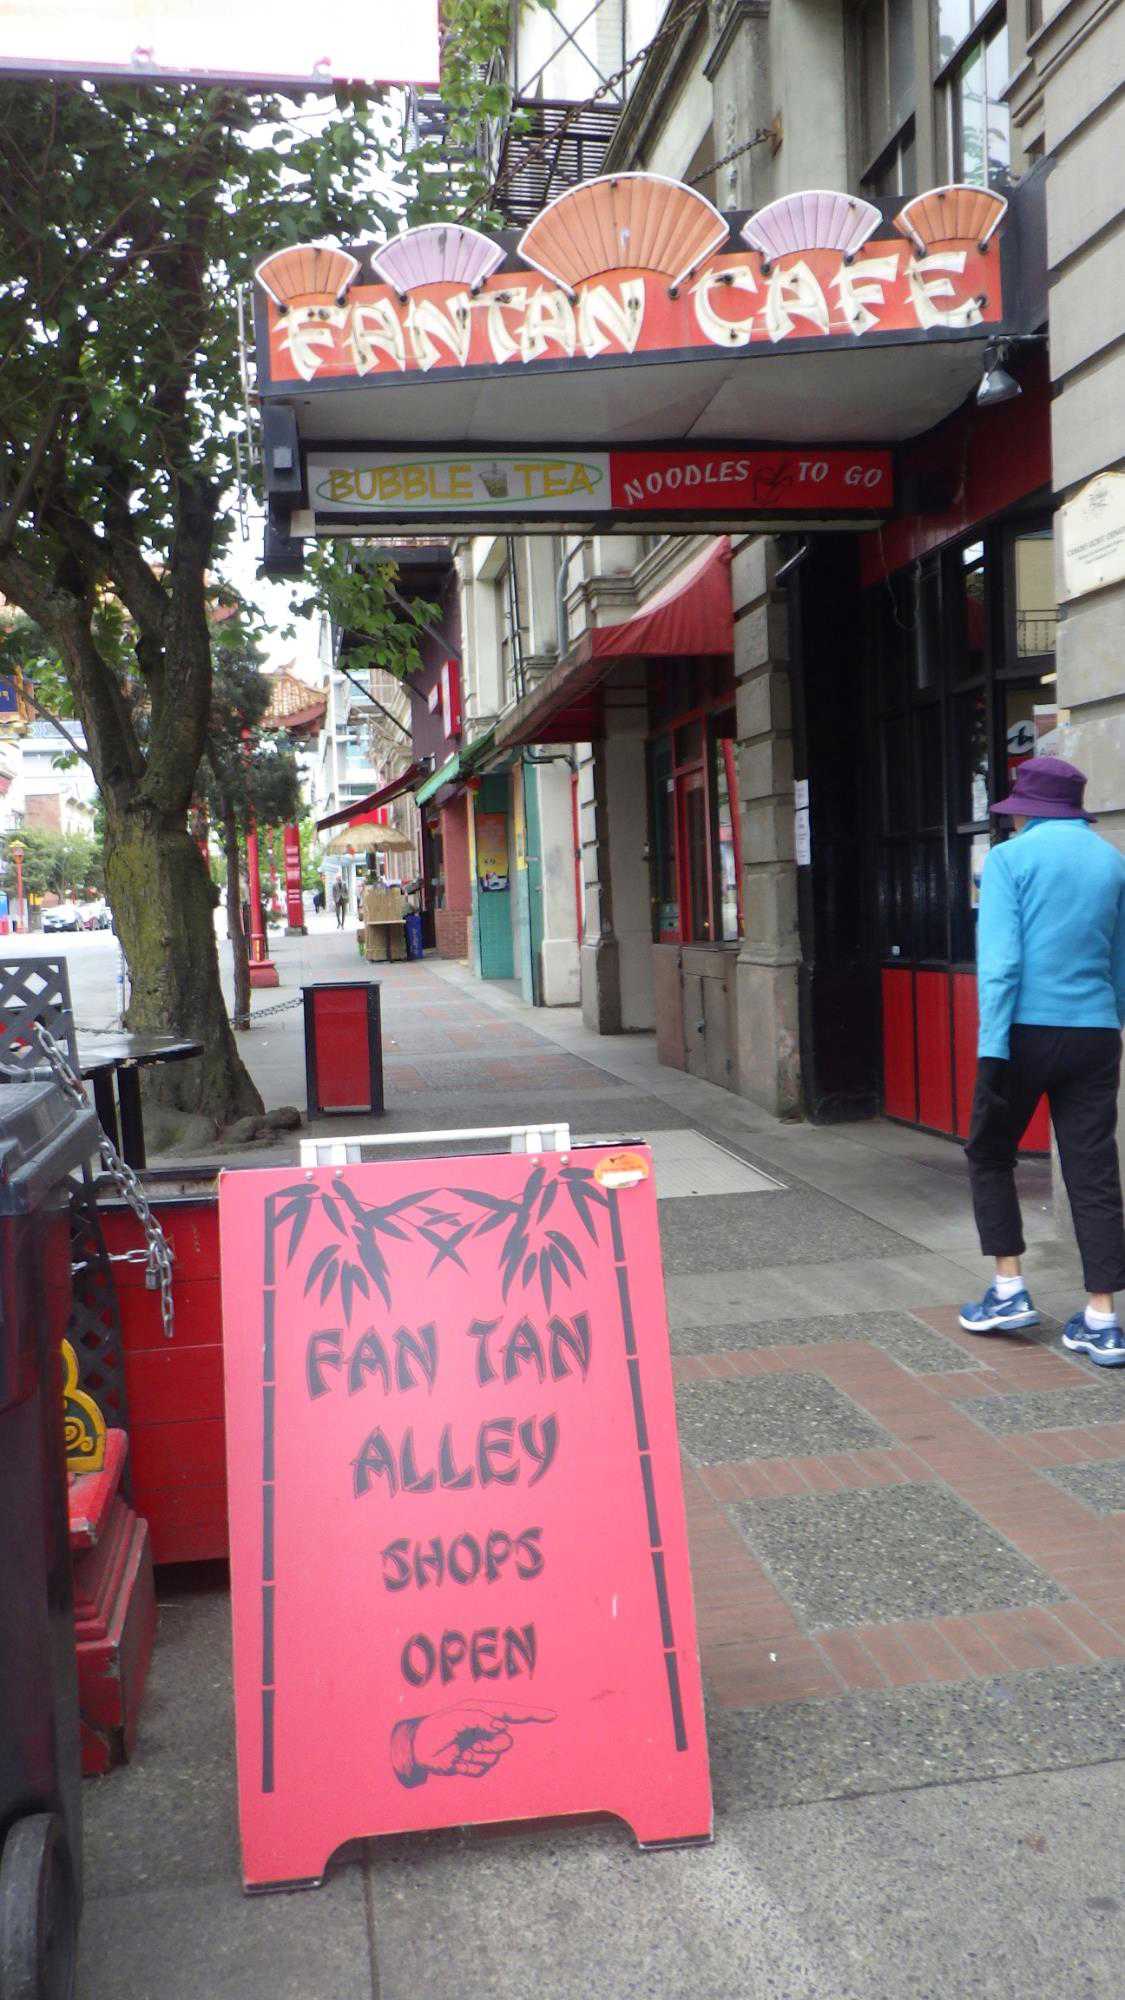 FANTAN CAFE
BUBBLE TEA NOODLES TO GO
FAN TAN
ALLEY
SHOPS
OPEN